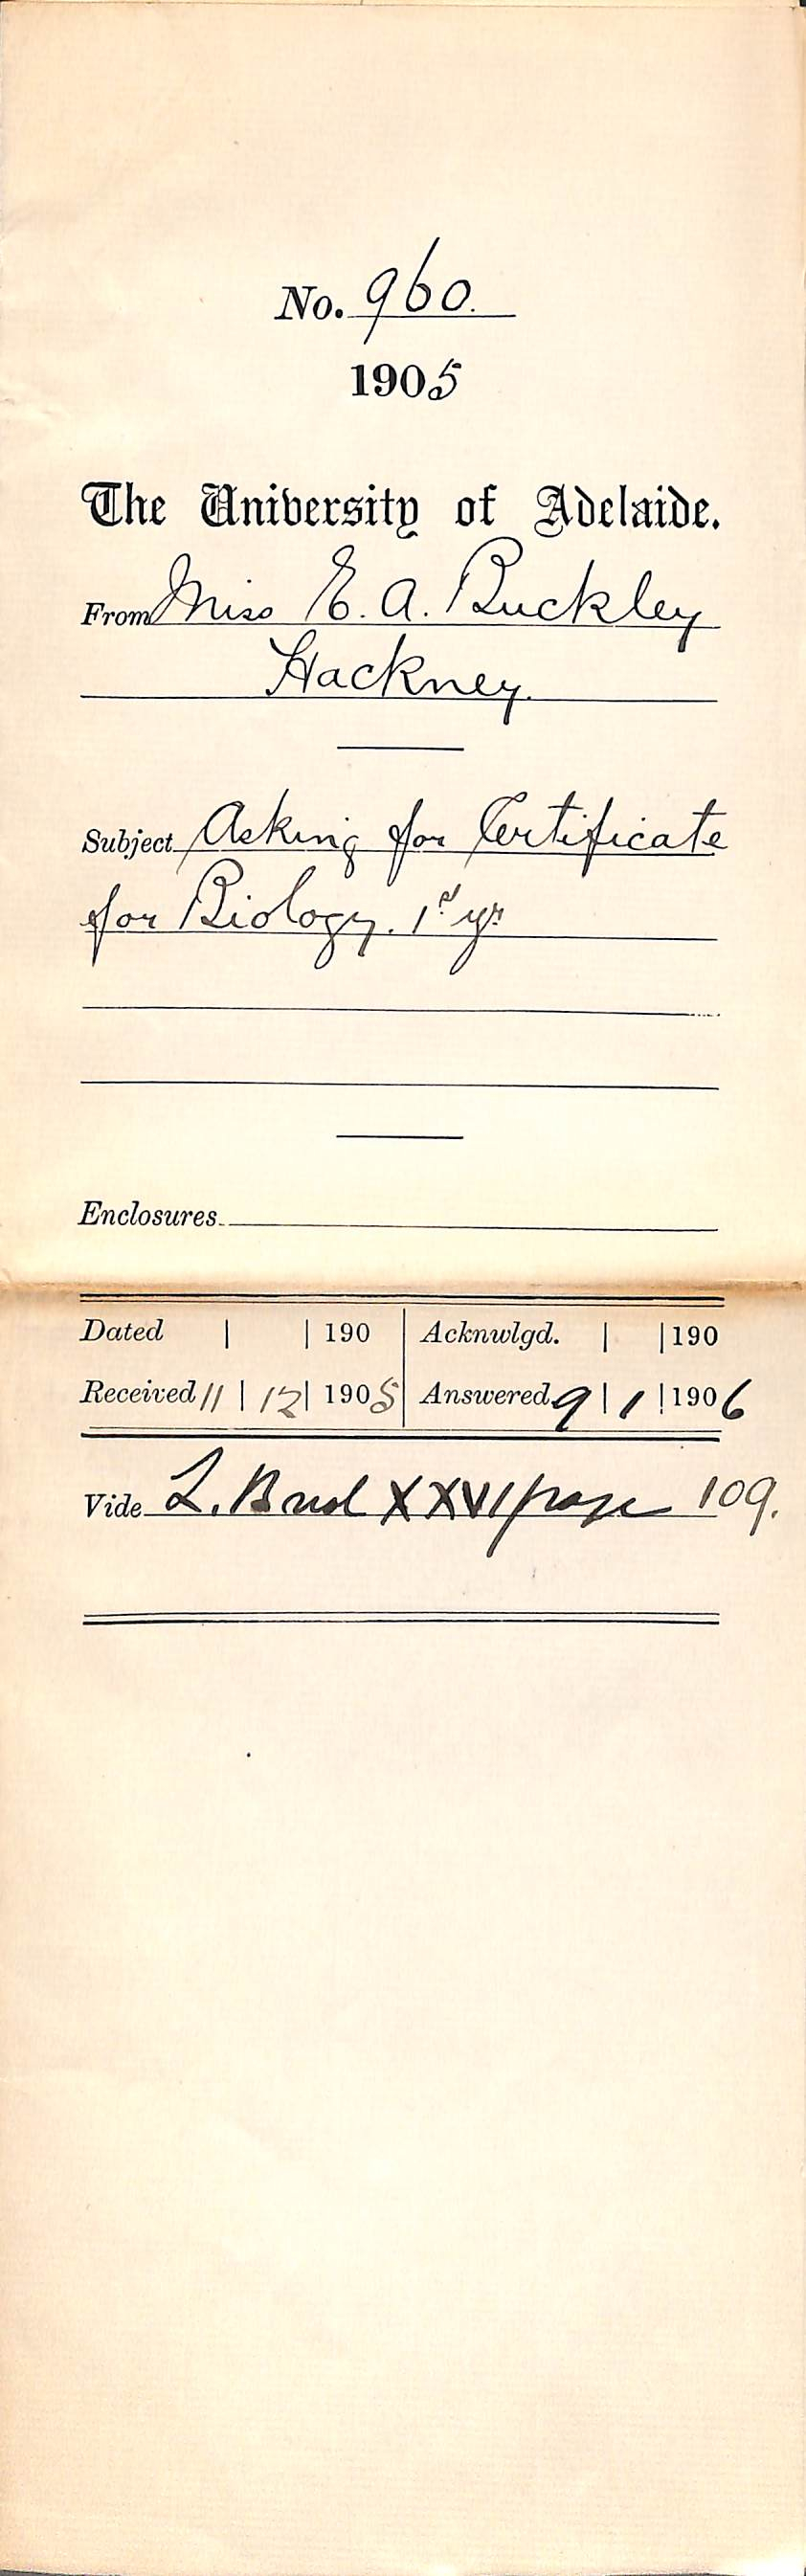 No. 960.
1905
The University of Adelaide.
From Miss E. A. Buckley
Hackney.
Subject Asking for Certificate
for Biology. 1st yr
Enclosures
Dated | | 190 | Acknwlgd. | | 190
Received 11 | 12 | 1905 | Answered 9 | 1 | 1906
Vide L. Book XXVI page 109.